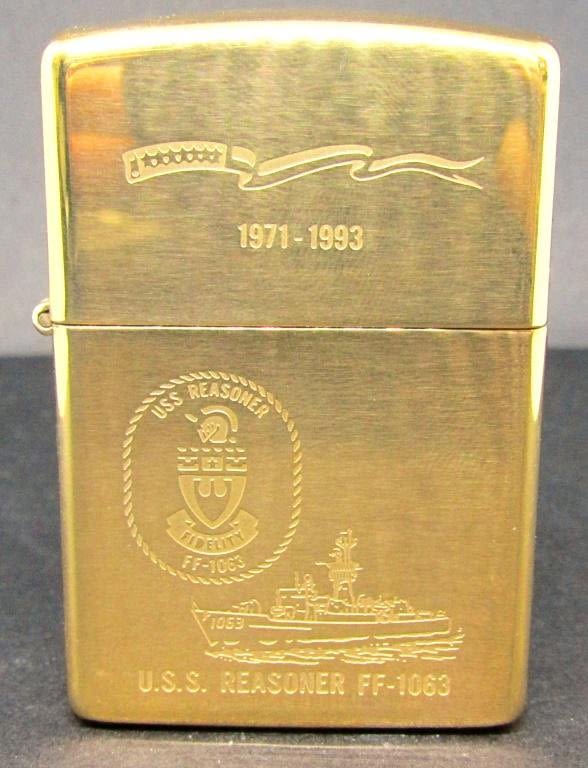 1971-1993
USS REASONER
FIDELITY
FF-1063
1063
U.S.S. REASONER FF-1063